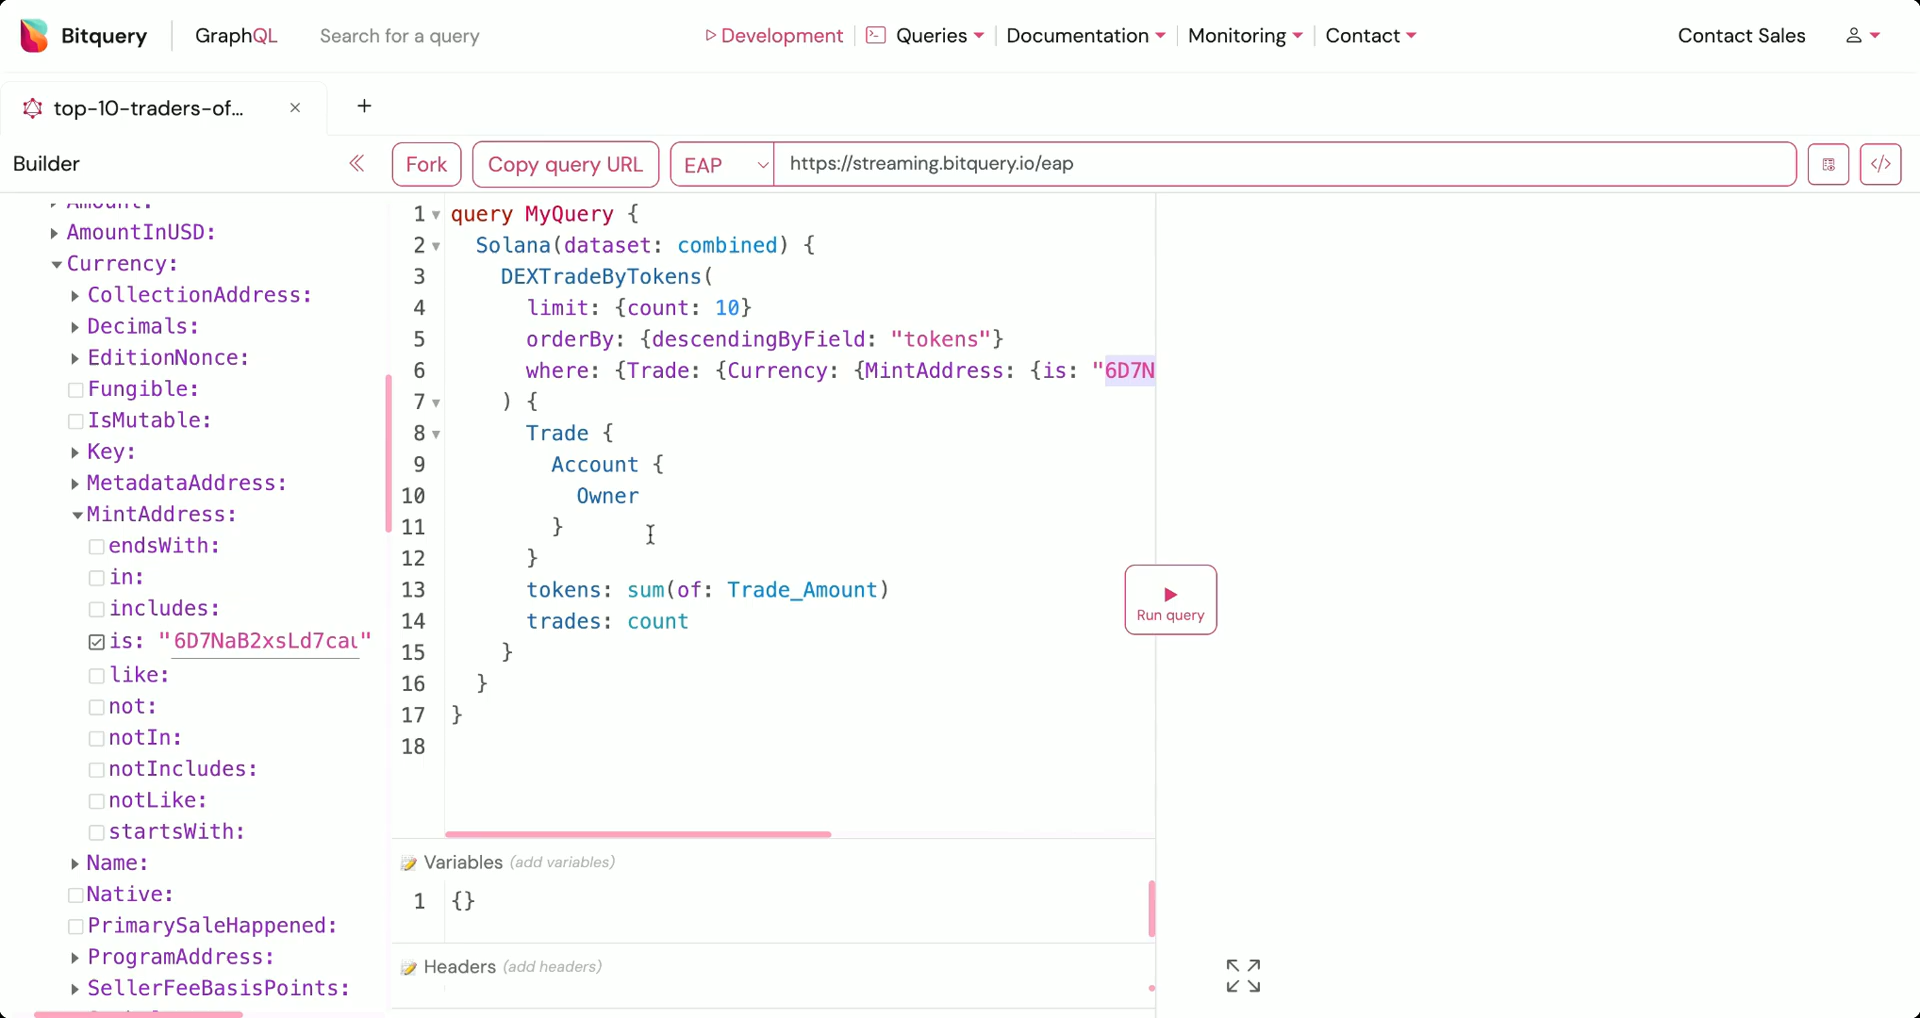 Bitquery
GraphQL
Search for a query
Development
Queries
Documentation
Monitoring
Contact
Contact Sales
top-10-traders-of...
Builder
Fork
Copy query URL
EAP
https://streaming.bitquery.io/eap
Amount:
AmountInUSD:
Currency:
CollectionAddress:
Decimals:
EditionNonce:
Fungible:
IsMutable:
Key:
MetadataAddress:
MintAddress:
endsWith:
in:
includes:
is: "6D7NaB2xsLd7cau"
like:
not:
notIn:
notIncludes:
notLike:
startsWith:
Name:
Native:
PrimarySaleHappened:
ProgramAddress:
SellerFeeBasisPoints:
1 query MyQuery {
2 Solana(dataset: combined) {
3 DEXTradeByTokens(
4 limit: {count: 10}
5 orderBy: {descendingByField: "tokens"}
6 where: {Trade: {Currency: {MintAddress: {is: "6D7N
7 ) {
8 Trade {
9 Account {
10 Owner
11 }
12 }
13 tokens: sum(of: Trade_Amount)
14 trades: count
15 }
16 }
17 }
18
Run query
Variables (add variables)
1 {}
Headers (add headers)